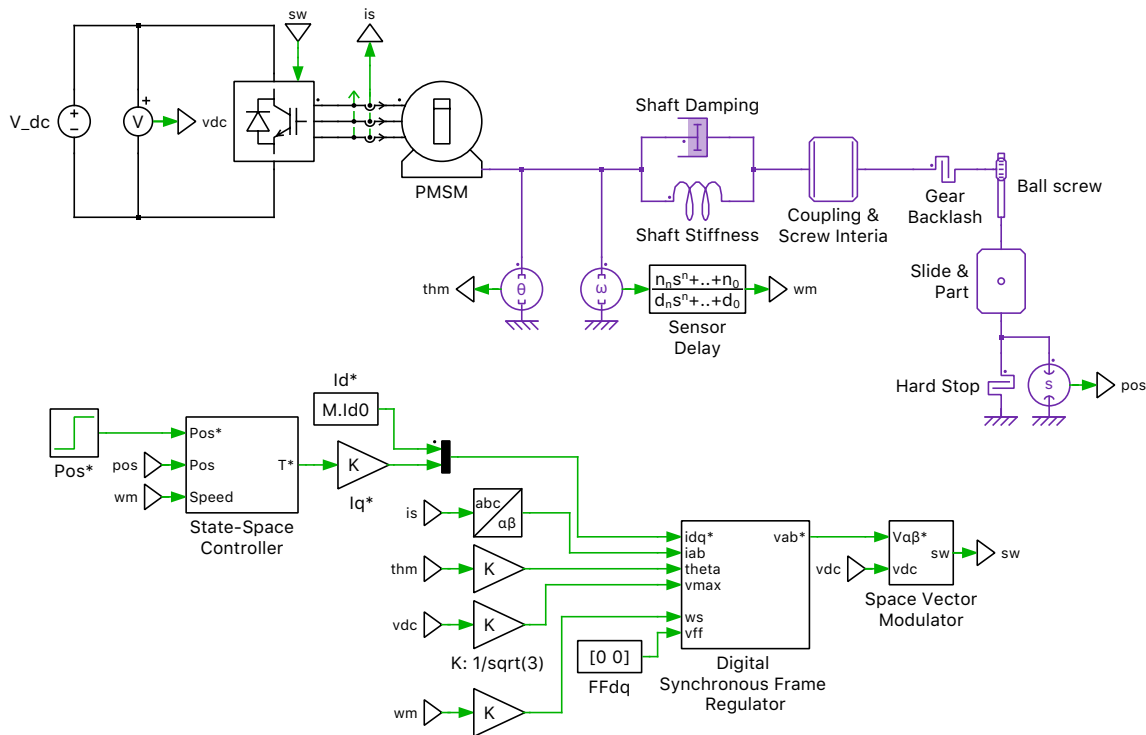 sw
is
V_dc
V
vdc
PMSM
Shaft Damping
Shaft Stiffness
Coupling &
Screw Interia
Gear
Backlash
Ball screw
Slide &
Part
thm
θ
ω
nₙsⁿ+..+n₀
dₙsⁿ+..+d₀
wm
Sensor
Delay
Hard Stop
s
pos
Id*
M.Id0
Pos*
pos
wm
Pos*
Pos
Speed
T*
State-Space
Controller
K
Iq*
is
abc
αβ
thm
K
vdc
K
K: 1/sqrt(3)
wm
K
[0 0]
FFdq
idq*
iab
theta
vmax
ws
vff
vab*
Digital
Synchronous Frame
Regulator
vdc
Vαβ*
vdc
sw
sw
Space Vector
Modulator